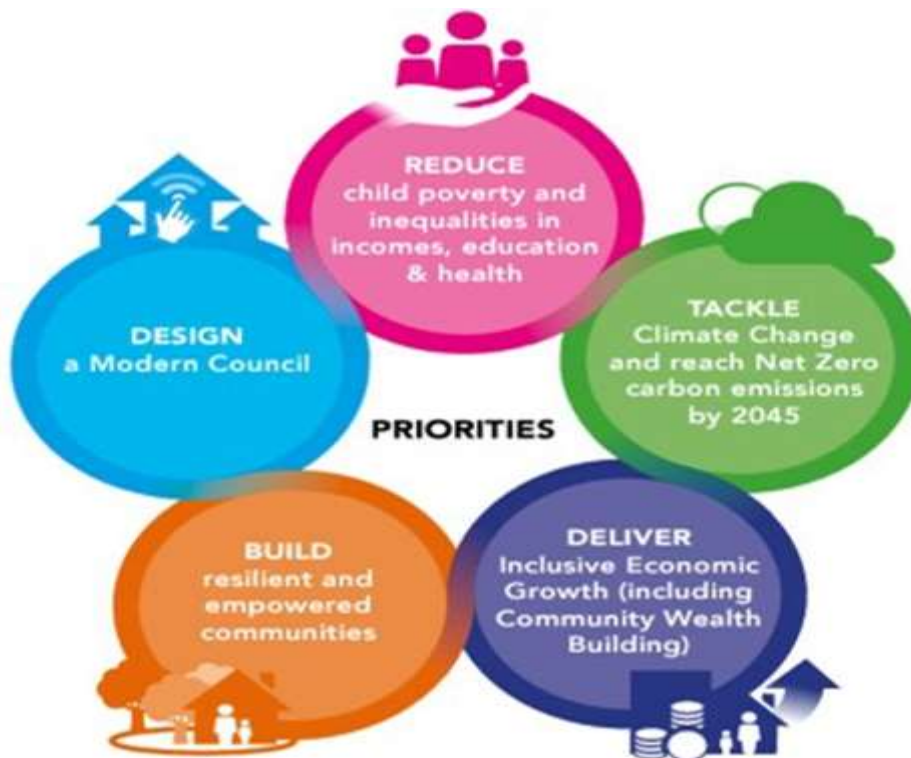 REDUCE
child poverty and
inequalities in
incomes, education
& health
TACKLE
Climate Change
and reach Net Zero
carbon emissions
by 2045
DELIVER
Inclusive Economic
Growth (including
Community Wealth
Building)
BUILD
resilient and
empowered
communities
DESIGN
a Modern Council
PRIORITIES